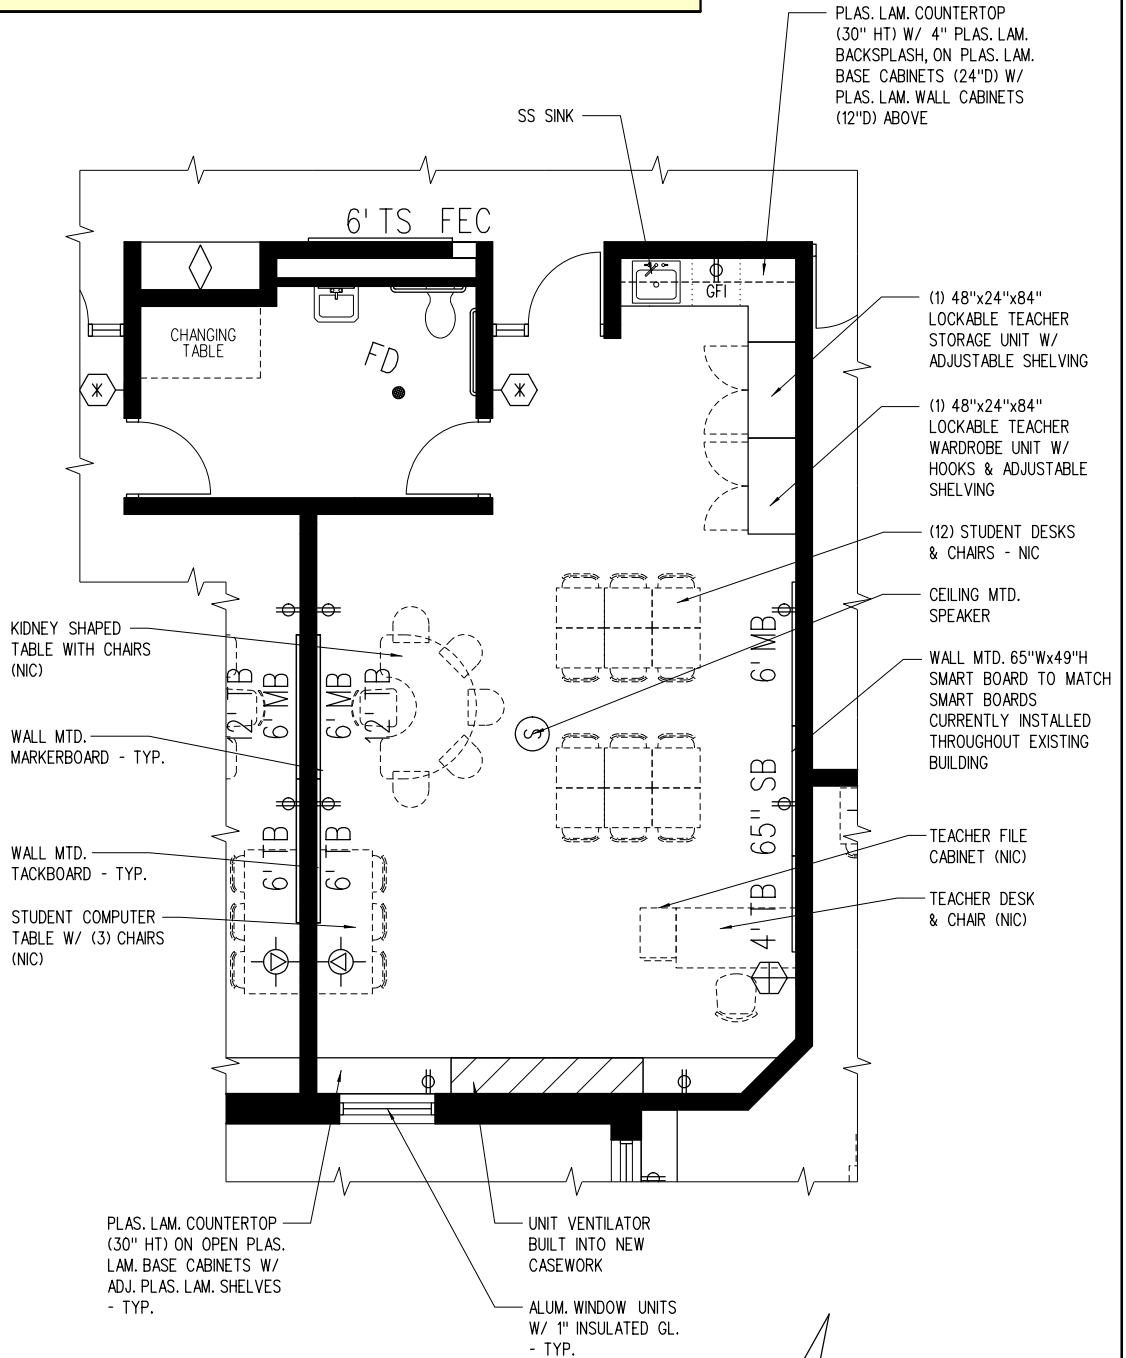 PLAS. LAM. COUNTERTOP
(30" HT) W/ 4" PLAS. LAM.
BACKSPLASH, ON PLAS. LAM.
BASE CABINETS (24"D) W/
PLAS. LAM. WALL CABINETS
(12"D) ABOVE
SS SINK
6' TS FEC
GFI
CHANGING
TABLE
FD
(1) 48"x24"x84"
LOCKABLE TEACHER
STORAGE UNIT W/
ADJUSTABLE SHELVING
(1) 48"x24"x84"
LOCKABLE TEACHER
WARDROBE UNIT W/
HOOKS & ADJUSTABLE
SHELVING
(12) STUDENT DESKS
& CHAIRS - NIC
CEILING MTD.
SPEAKER
WALL MTD. 65"Wx49"H
SMART BOARD TO MATCH
SMART BOARDS
CURRENTLY INSTALLED
THROUGHOUT EXISTING
BUILDING
TEACHER FILE
CABINET (NIC)
TEACHER DESK
& CHAIR (NIC)
KIDNEY SHAPED
TABLE WITH CHAIRS
(NIC)
WALL MTD.
MARKERBOARD - TYP.
WALL MTD.
TACKBOARD - TYP.
STUDENT COMPUTER
TABLE W/ (3) CHAIRS
(NIC)
12' TB
6' MB
6' MB
12' TB
6' TB
6' TB
S
6' MB
65" SB
4' TB
PLAS. LAM. COUNTERTOP
(30" HT) ON OPEN PLAS.
LAM. BASE CABINETS W/
ADJ. PLAS. LAM. SHELVES
- TYP.
UNIT VENTILATOR
BUILT INTO NEW
CASEWORK
ALUM. WINDOW UNITS
W/ 1" INSULATED GL.
- TYP.